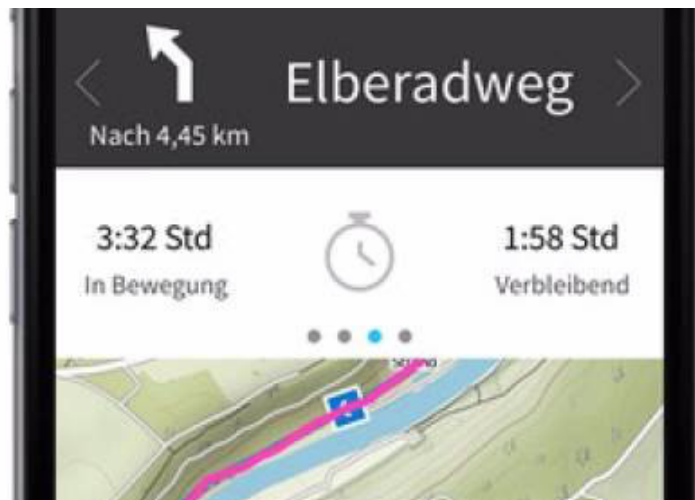 Elberadweg
Nach 4,45 km
3:32 Std
1:58 Std
In Bewegung
Verbleibend